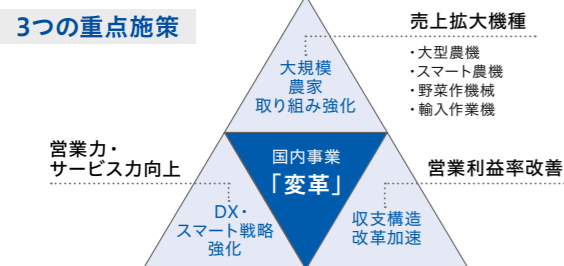 3つの重点施策
売上拡大機種
・大型農機
・スマート農機
・野菜作機械
・輸入作業機
大規模
農家
取り組み強化
営業力・
サービス力向上
国内事業
「変革」
営業利益率改善
DX・
スマート戦略
強化
収支構造
改革加速